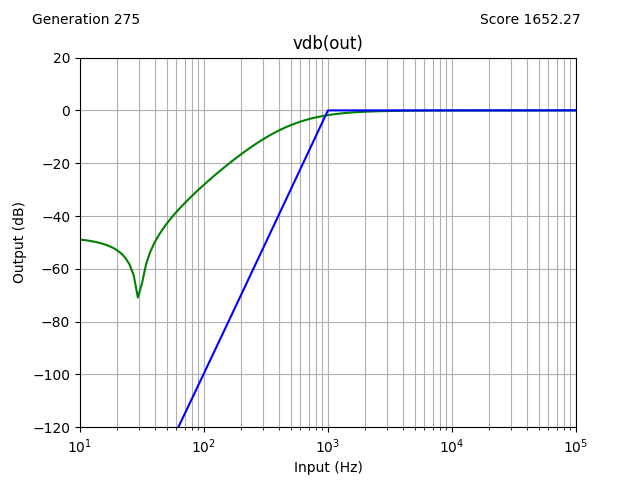 Generation 275
Score 1652.27
vdb(out)
20
0
−20
−40
−60
−80
−100
−120
Output (dB)
10^1
10^2
10^3
10^4
10^5
Input (Hz)